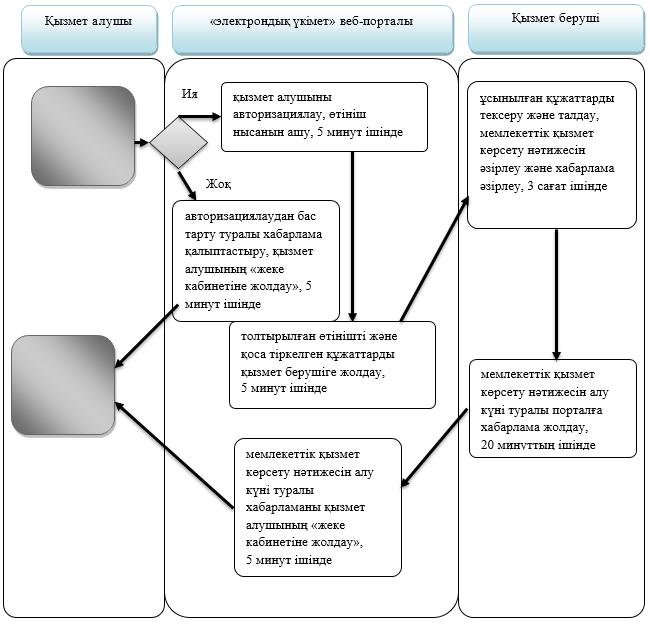 Қызмет алушы
«электрондық үкімет» веб-порталы
Қызмет беруші
Ия
қызмет алушыны
авторизациялау, өтініш
нысанын ашу, 5 минут ішінде
ұсынылған құжаттарды
тексеру және талдау,
мемлекеттік қызмет
көрсету нәтижесін
әзірлеу және хабарлама
әзірлеу, 3 сағат ішінде
Жоқ
авторизациялаудан бас
тарту туралы хабарлама
қалыптастыру, қызмет
алушының «жеке
кабинетіне жолдау», 5
минут ішінде
толтырылған өтінішті және
қоса тіркелген құжаттарды
қызмет берушіге жолдау,
5 минут ішінде
мемлекеттік қызмет
көрсету нәтижесін алу
күні туралы порталға
хабарлама жолдау,
20 минуттың ішінде
мемлекеттік қызмет
көрсету нәтижесін алу
күні туралы
хабарламаны қызмет
алушының «жеке
кабинетіне жолдау»,
5 минут ішінде